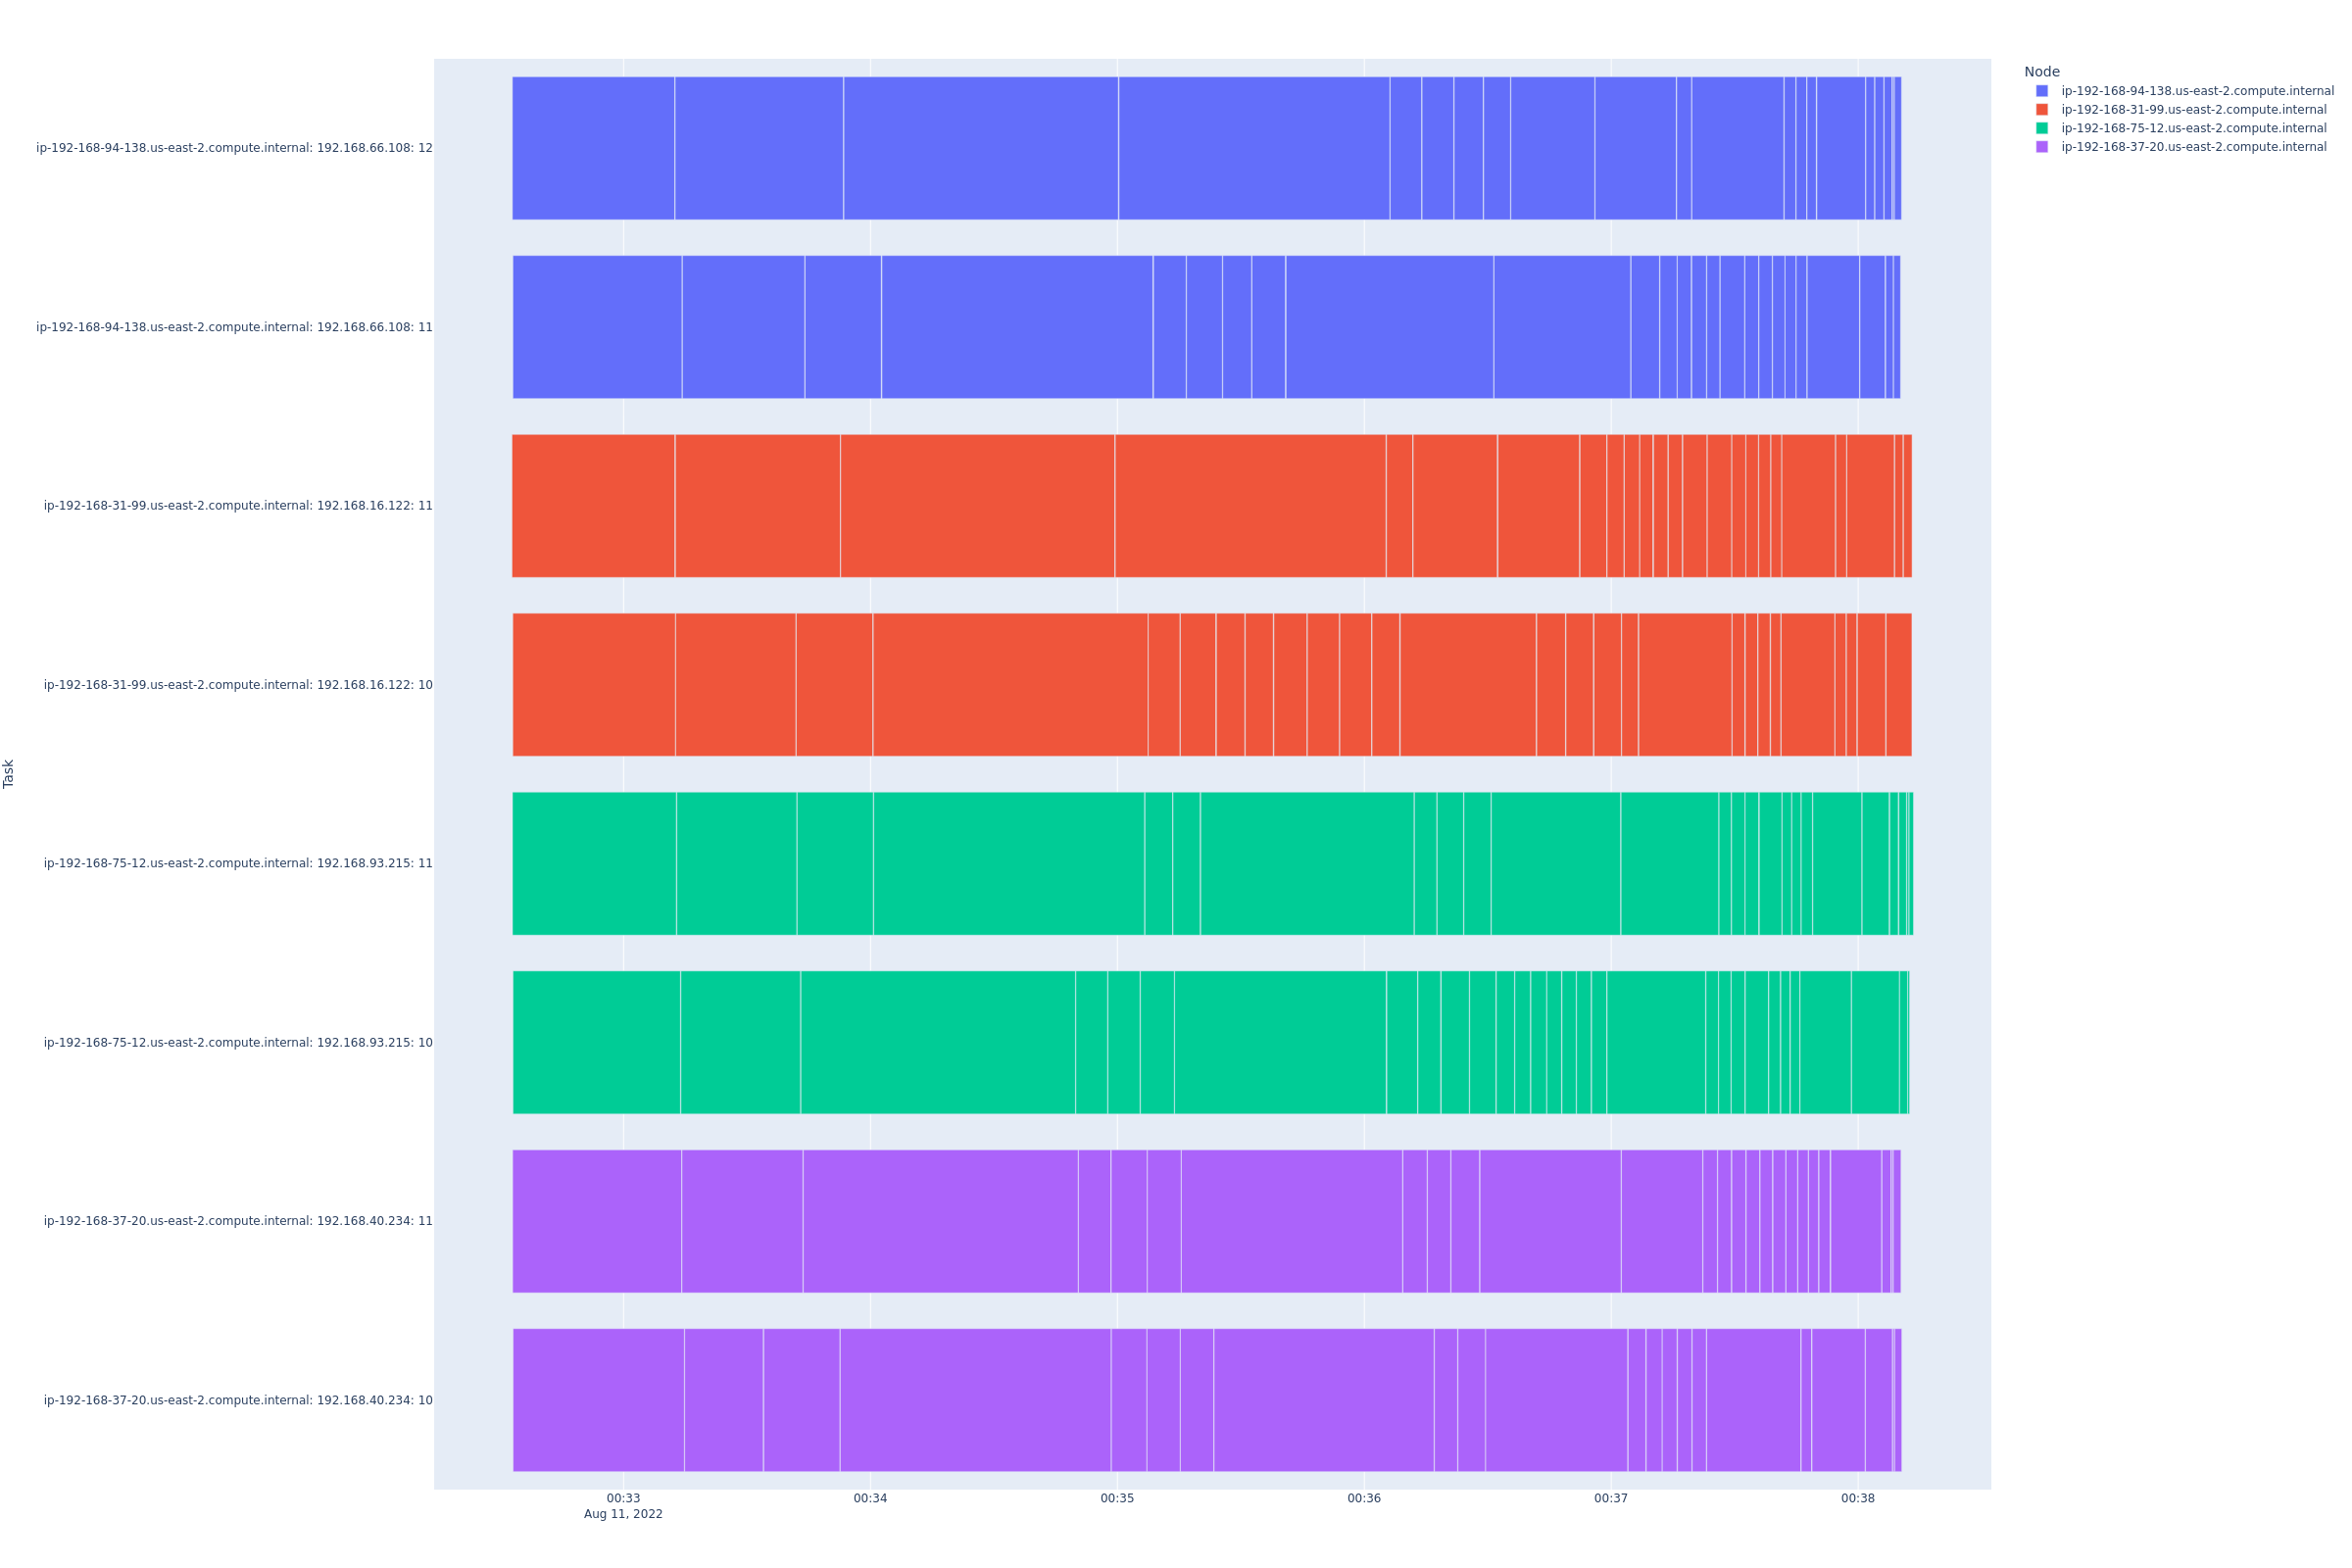 Node
ip-192-168-94-138.us-east-2.compute.internal
ip-192-168-31-99.us-east-2.compute.internal
ip-192-168-75-12.us-east-2.compute.internal
ip-192-168-37-20.us-east-2.compute.internal
ip-192-168-94-138.us-east-2.compute.internal: 192.168.66.108: 12
ip-192-168-94-138.us-east-2.compute.internal: 192.168.66.108: 11
ip-192-168-31-99.us-east-2.compute.internal: 192.168.16.122: 11
ip-192-168-31-99.us-east-2.compute.internal: 192.168.16.122: 10
Task
ip-192-168-75-12.us-east-2.compute.internal: 192.168.93.215: 11
ip-192-168-75-12.us-east-2.compute.internal: 192.168.93.215: 10
ip-192-168-37-20.us-east-2.compute.internal: 192.168.40.234: 11
ip-192-168-37-20.us-east-2.compute.internal: 192.168.40.234: 10
00:33 00:34 00:35 00:36 00:37 00:38
Aug 11, 2022